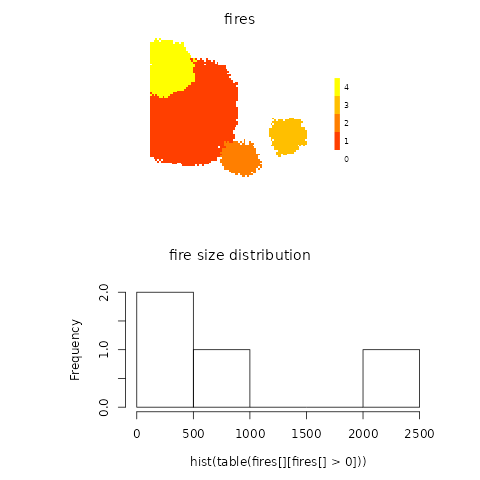 fires
4
3
2
1
0
fire size distribution
2.0
1.0
0.0
Frequency
0 500 1000 1500 2000 2500
hist(table(fires[][fires[] > 0]))